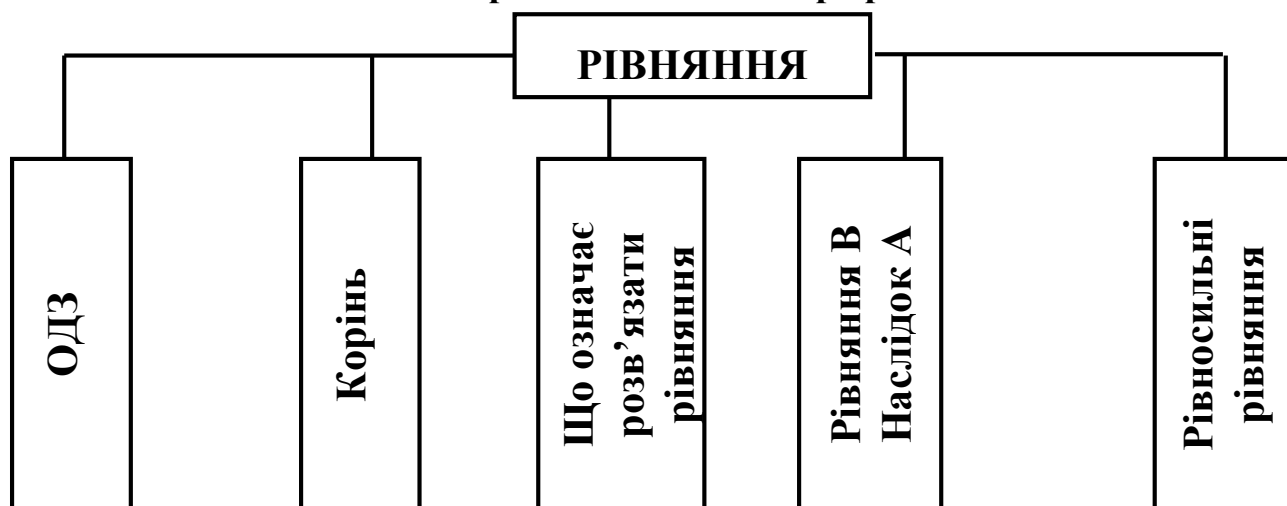 РІВНЯННЯ
ОДЗ
Корінь
Що означає
розв’язати
рівняння
Рівняння В
Наслідок А
Рівносильні
рівняння